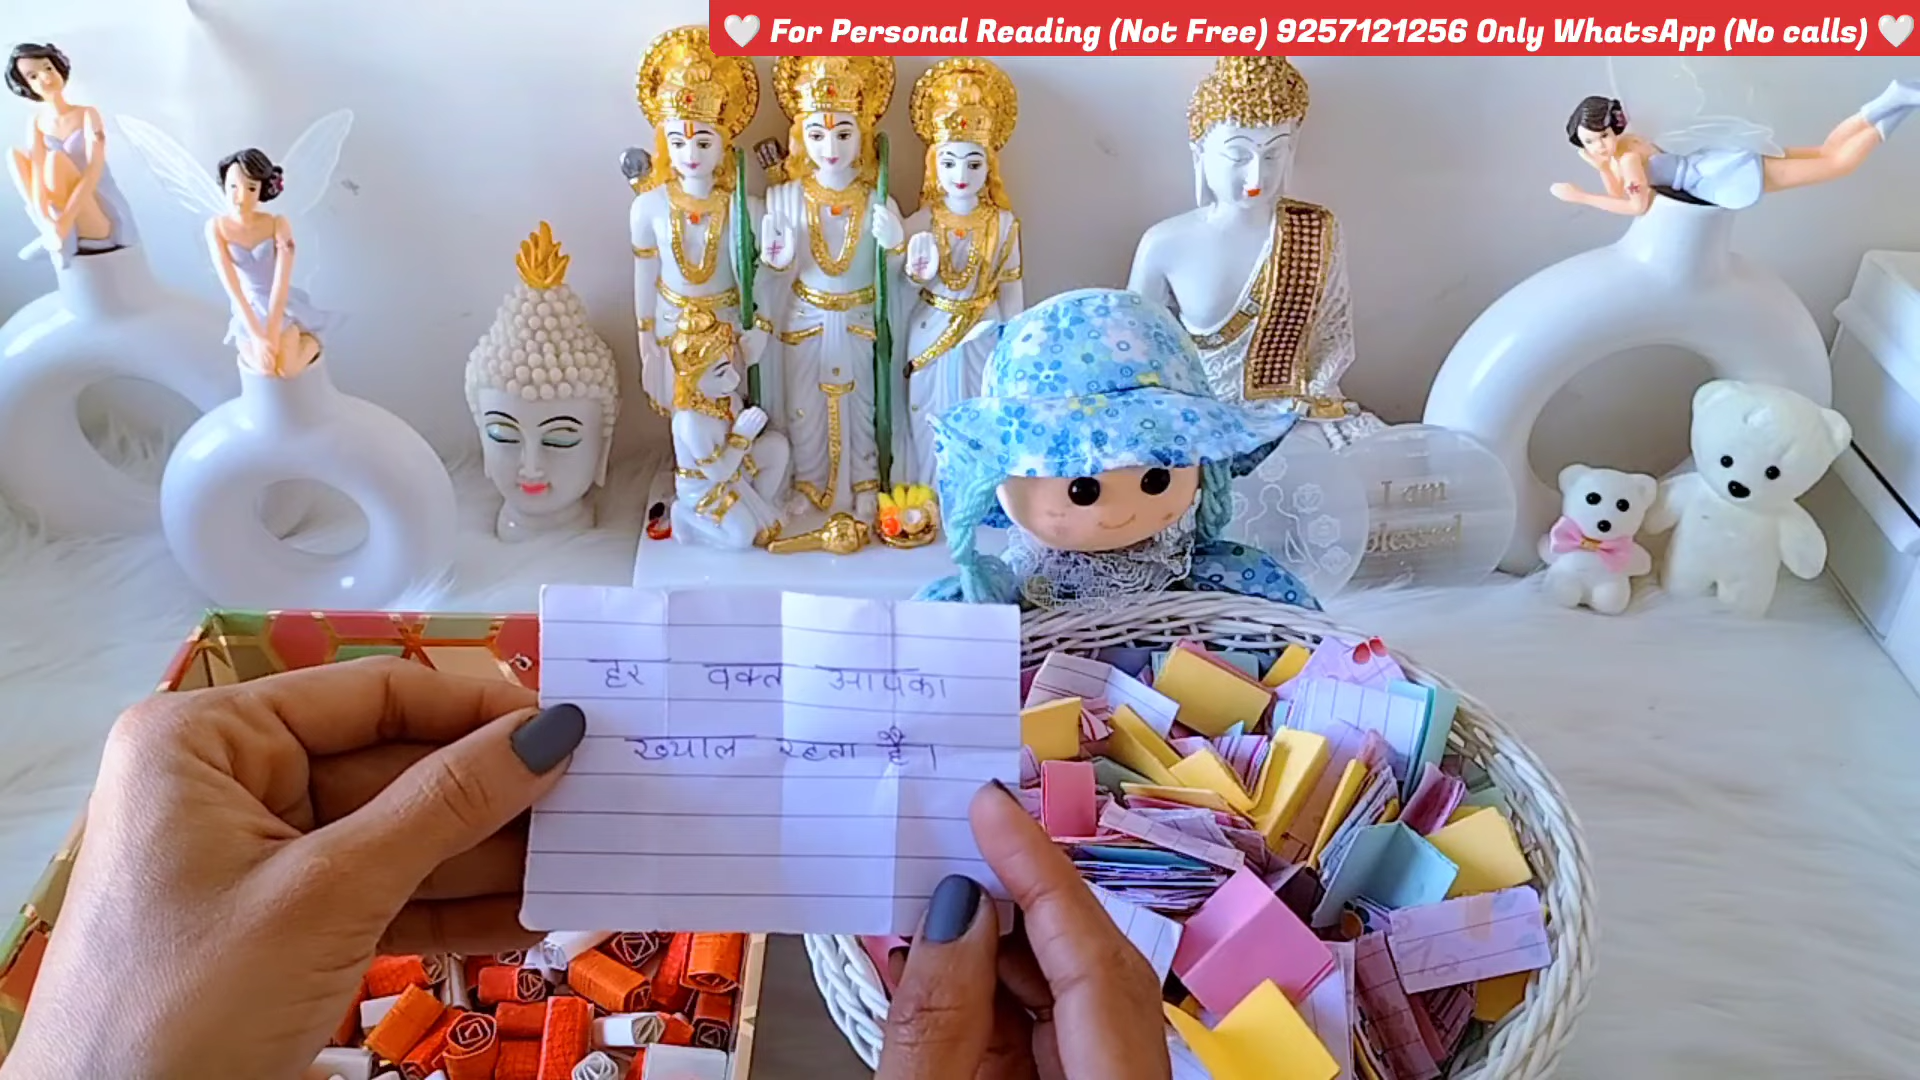 🤍 For Personal Reading (Not Free) 9257121256 Only WhatsApp (No calls) 🤍
I am
blessed
हर वक्त आपका
ख्याल रहता है।